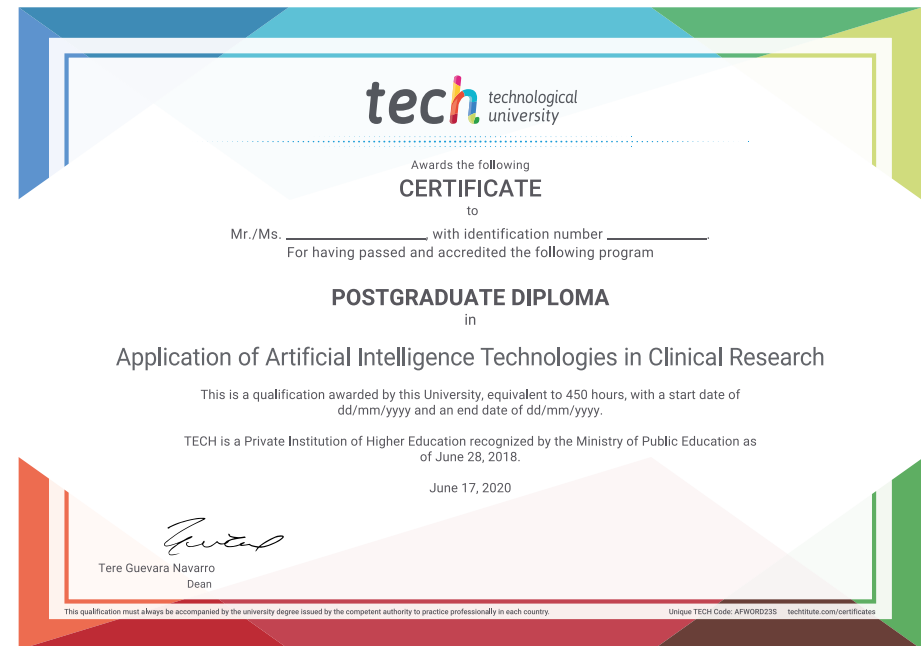 tech technological
university
Awards the following
CERTIFICATE
to
Mr./Ms. ____________________, with identification number ______________.
For having passed and accredited the following program
POSTGRADUATE DIPLOMA
in
Application of Artificial Intelligence Technologies in Clinical Research
This is a qualification awarded by this University, equivalent to 450 hours, with a start date of
dd/mm/yyyy and an end date of dd/mm/yyyy.
TECH is a Private Institution of Higher Education recognized by the Ministry of Public Education as
of June 28, 2018.
June 17, 2020
Tere Guevara Navarro
Dean
This qualification must always be accompanied by the university degree issued by the competent authority to practice professionally in each country. Unique TECH Code: AFWORD23S techtitute.com/certificates